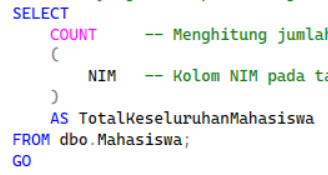 SELECT
COUNT -- Menghitung jumlah
(
NIM -- Kolom NIM pada
)
AS TotalKeseluruhanMahasiswa
FROM dbo.Mahasiswa;
GO